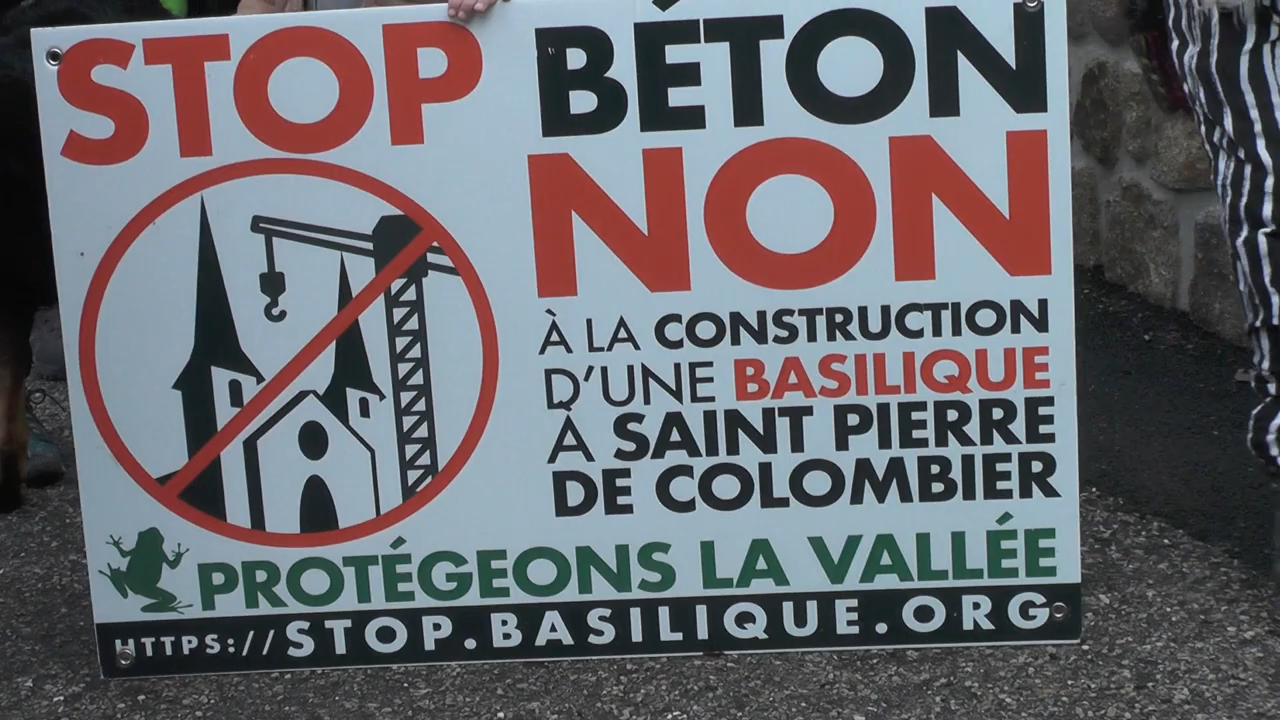 STOP BÉTON
NON
À LA CONSTRUCTION
D'UNE BASILIQUE
À SAINT PIERRE
DE COLOMBIER
PROTÉGEONS LA VALLÉE
HTTPS://STOP.BASILIQUE.ORG